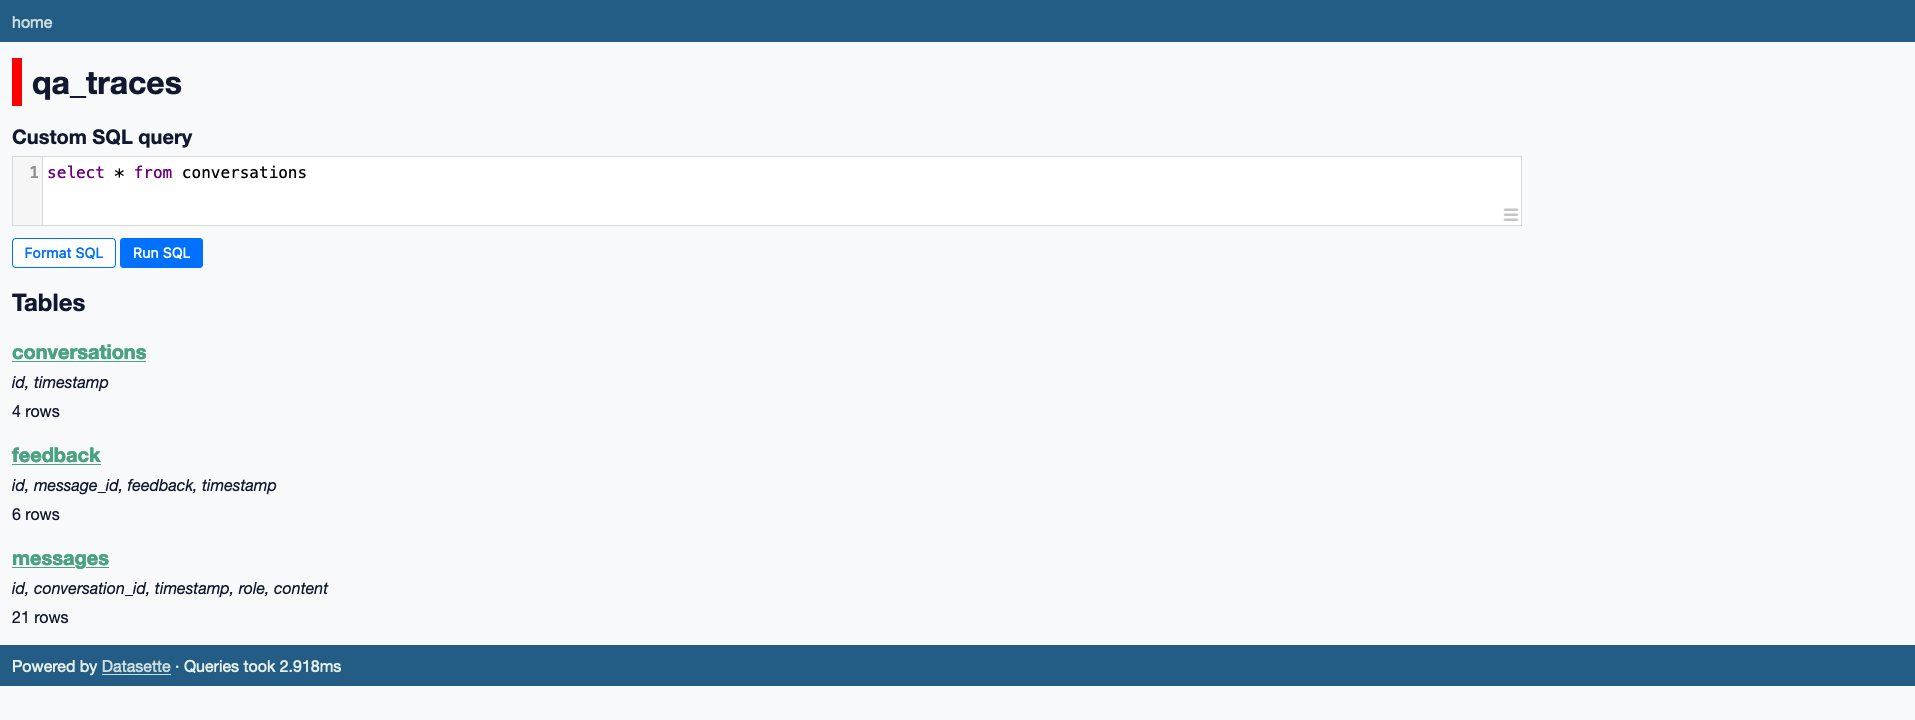 home
qa_traces
Custom SQL query
1 select * from conversations
Format SQL Run SQL
Tables
conversations
id, timestamp
4 rows
feedback
id, message_id, feedback, timestamp
6 rows
messages
id, conversation_id, timestamp, role, content
21 rows
Powered by Datasette · Queries took 2.918ms